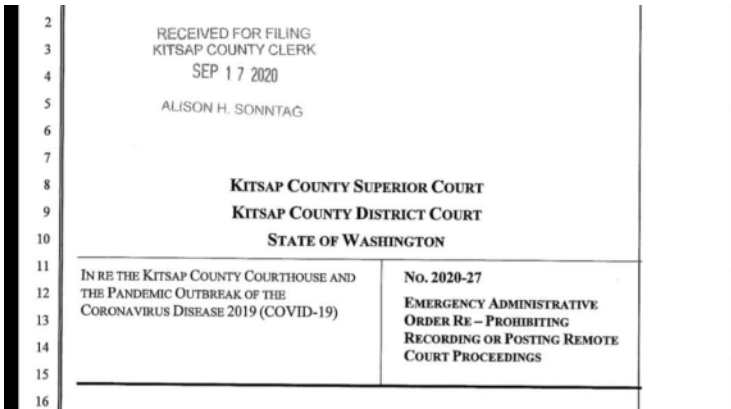 2
RECEIVED FOR FILING
3
KITSAP COUNTY CLERK
4
SEP 17 2020
5
ALISON H. SONNTAG
6
7
8
KITSAP COUNTY SUPERIOR COURT
9
KITSAP COUNTY DISTRICT COURT
10
STATE OF WASHINGTON
11
IN RE THE KITSAP COUNTY COURTHOUSE AND
12
THE PANDEMIC OUTBREAK OF THE
CORONAVIRUS DISEASE 2019 (COVID-19)
13
14
15
No. 2020-27
EMERGENCY ADMINISTRATIVE
ORDER RE – PROHIBITING
RECORDING OR POSTING REMOTE
COURT PROCEEDINGS
16